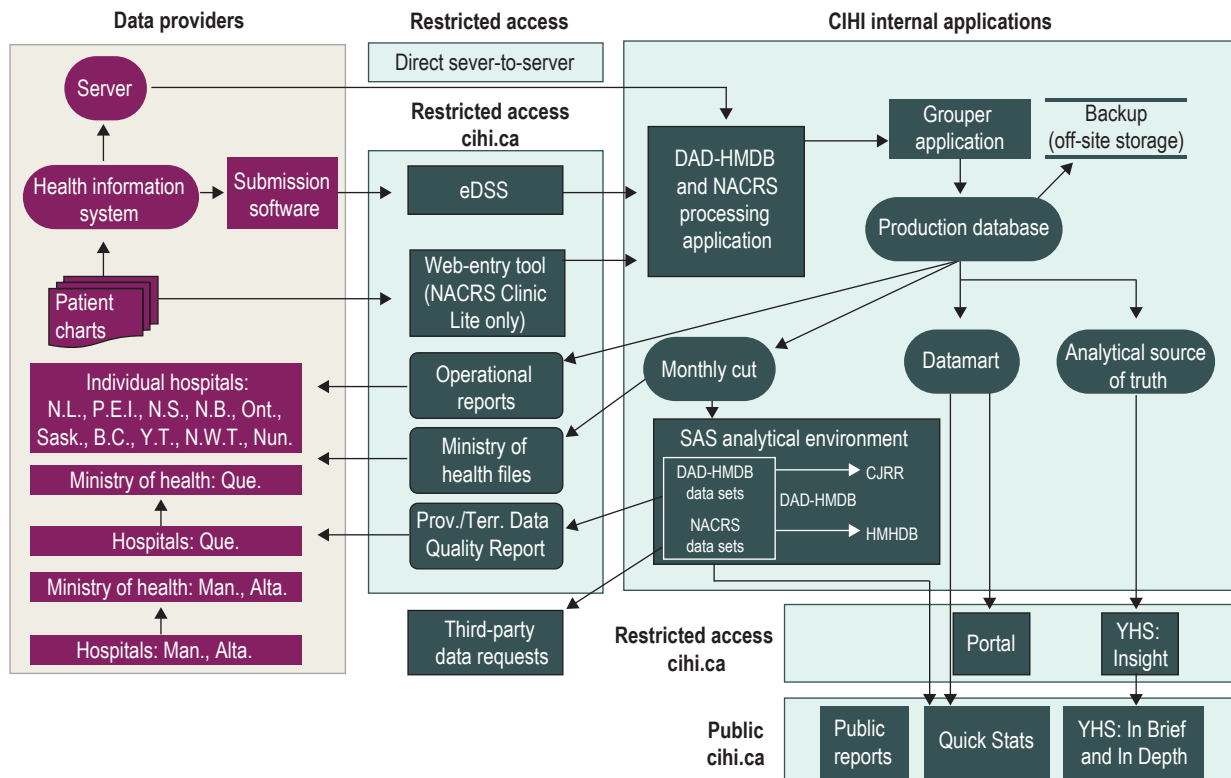 Data providers
Restricted access
CIHI internal applications
Direct sever-to-server
Server
Restricted access
cihi.ca
Health information
system
Submission
software
eDSS
Patient
charts
Web-entry tool
(NACRS Clinic
Lite only)
DAD-HMDB
and NACRS
processing
application
Grouper
application
Backup
(off-site storage)
Production database
Individual hospitals:
N.L., P.E.I., N.S., N.B., Ont.,
Sask., B.C., Y.T., N.W.T., Nun.
Ministry of health: Que.
Hospitals: Que.
Ministry of health: Man., Alta.
Hospitals: Man., Alta.
Operational
reports
Ministry of
health files
Prov./Terr. Data
Quality Report
Third-party
data requests
Monthly cut
Datamart
Analytical source
of truth
SAS analytical environment
DAD-HMDB
data sets
CJRR
DAD-HMDB
NACRS
data sets
HMHDB
Restricted access
cihi.ca
Portal
YHS:
Insight
Public
cihi.ca
Public
reports
Quick Stats
YHS: In Brief
and In Depth